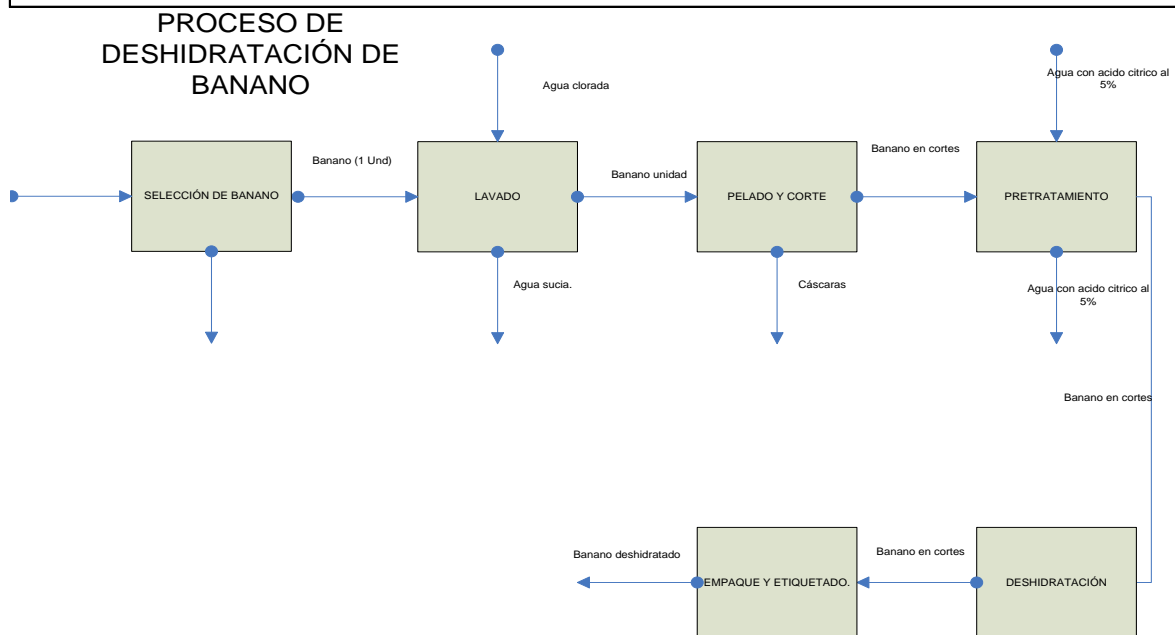 PROCESO DE
DESHIDRATACIÓN DE
BANANO
Agua clorada
Agua con acido citrico al
5%
Banano (1 Und)
Banano unidad
Banano en cortes
SELECCIÓN DE BANANO
LAVADO
PELADO Y CORTE
PRETRATAMIENTO
Agua sucia.
Cáscaras
Agua con acido citrico al
5%
Banano en cortes
Banano deshidratado
Banano en cortes
EMPAQUE Y ETIQUETADO.
DESHIDRATACIÓN